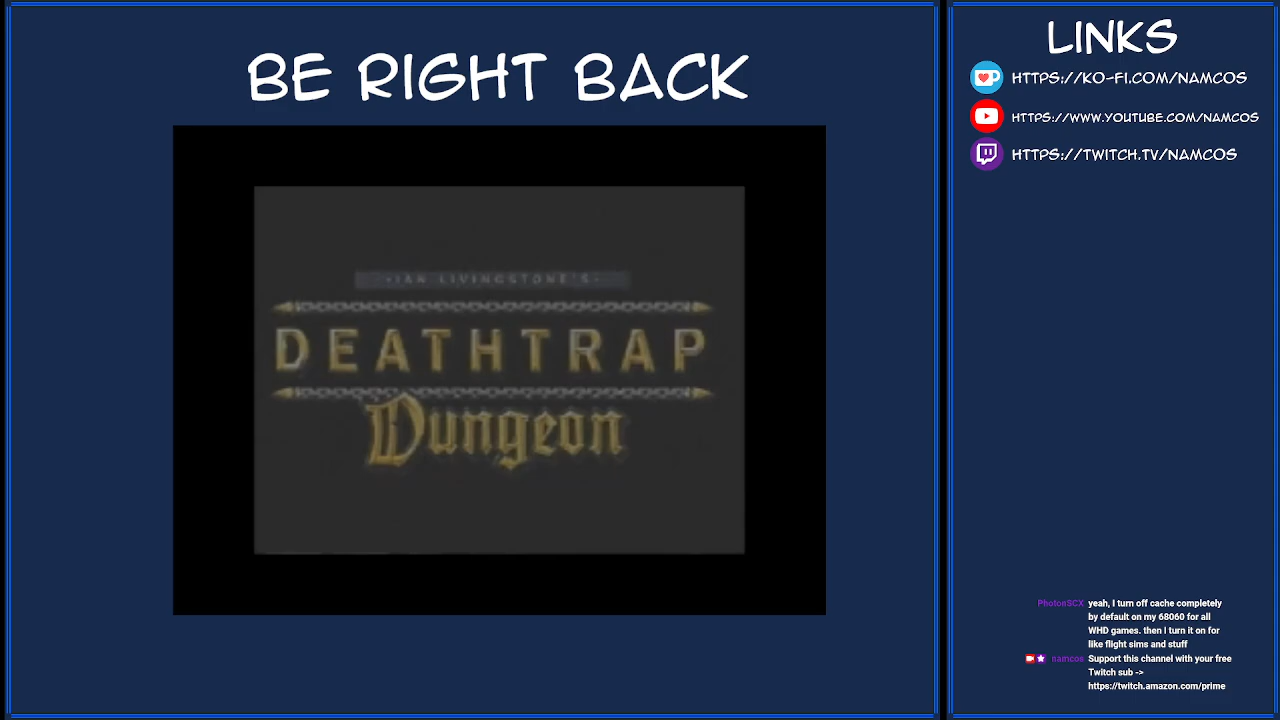 BE RIGHT BACK
-IAN LIVINGSTONE'S-
DEATHTRAP
Dungeon
LINKS
HTTPS://KO-FI.COM/NAMCOS
HTTPS://WWW.YOUTUBE.COM/NAMCOS
HTTPS://TWITCH.TV/NAMCOS
PhotonSCX yeah, I turn off cache completely
by default on my 68060 for all
WHD games. then I turn it on for
like flight sims and stuff
namcos Support this channel with your free
Twitch sub ->
https://twitch.amazon.com/prime